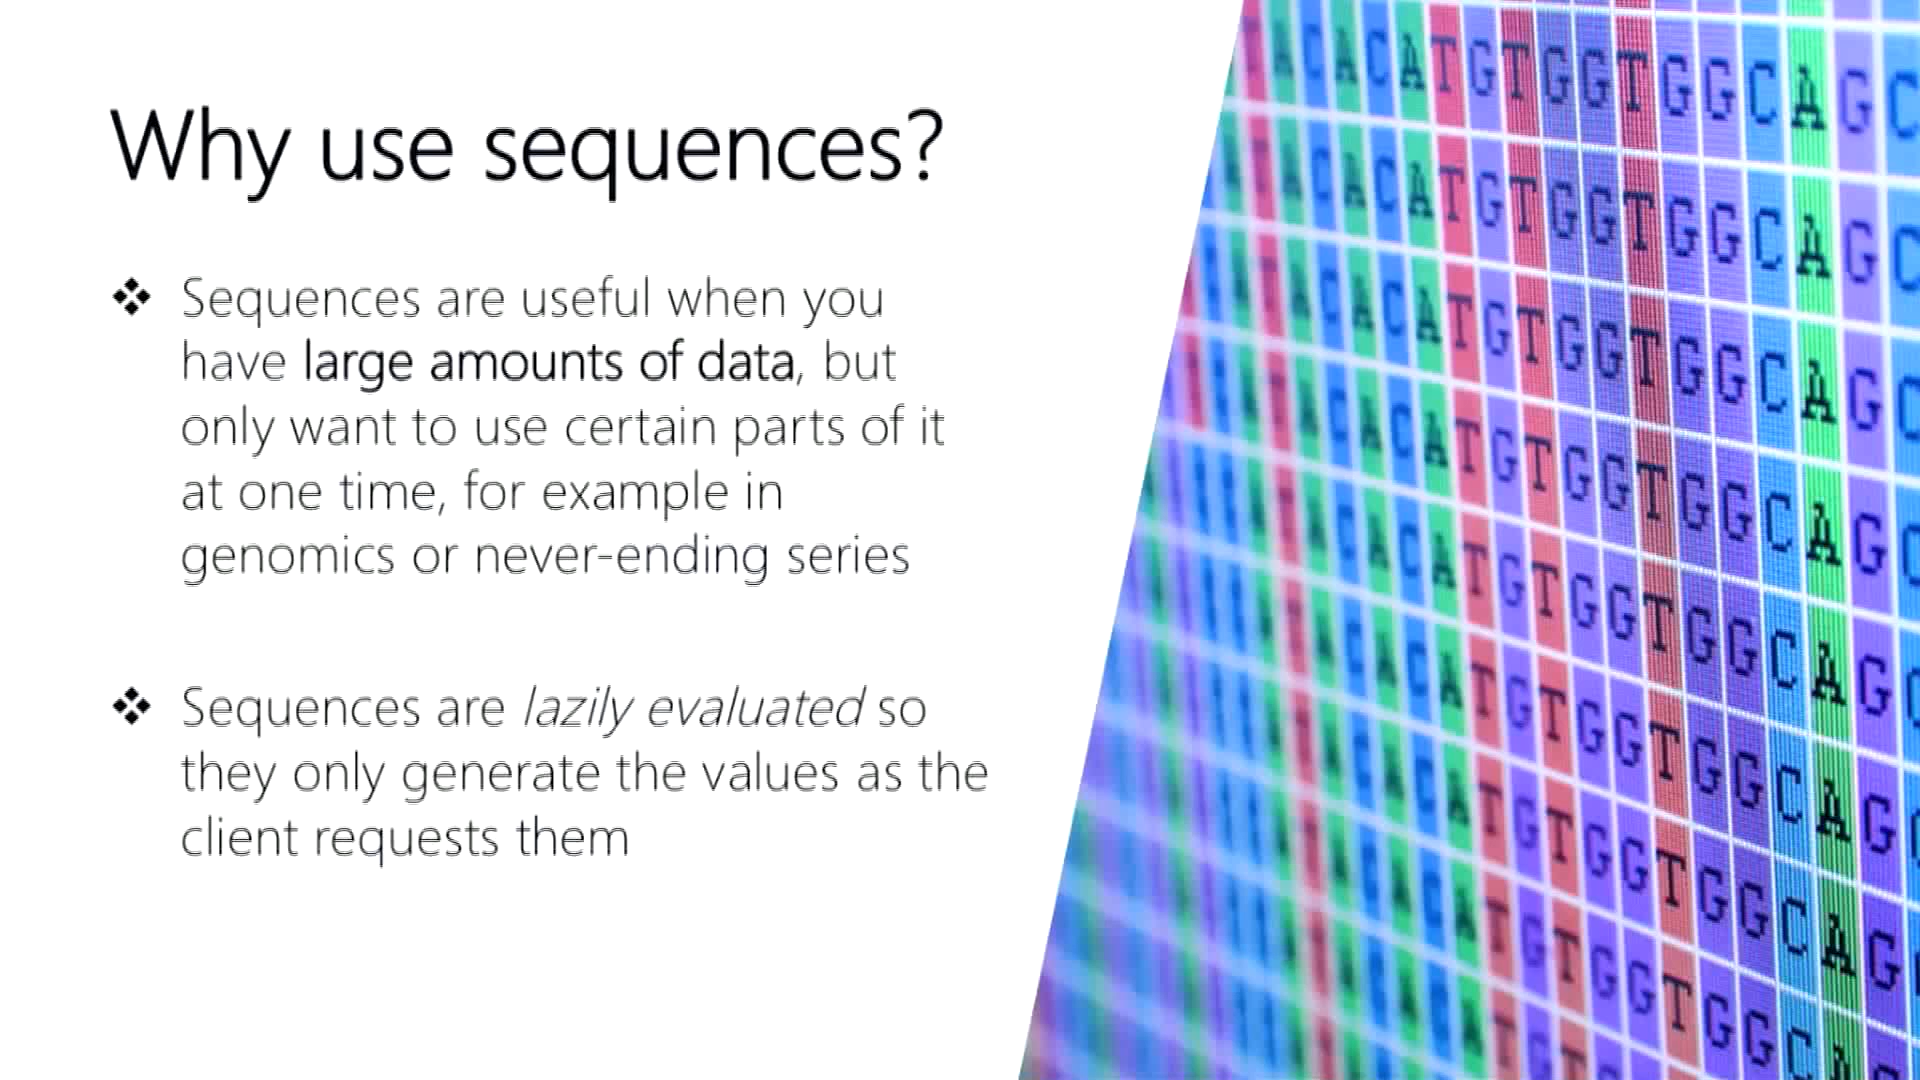 Why use sequences?
❖ Sequences are useful when you
have large amounts of data, but
only want to use certain parts of it
at one time, for example in
genomics or never-ending series
❖ Sequences are lazily evaluated so
they only generate the values as the
client requests them
A C A C A T G T G G T G G C A G C
A C A C A T G T G G T G G C A G C
A C A C A T G T G G T G G C A G C
A C A C A T G T G G T G G C A G C
A C A C A T G T G G T G G C A G C
A C A C A T G T G G T G G C A G
A C A C A T G T G G T G G C A G
A C A C A T G T G G T G G C A G